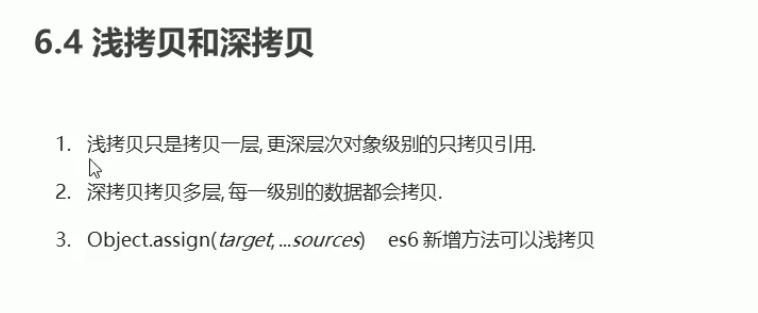 6.4 浅拷贝和深拷贝
1. 浅拷贝只是拷贝一层, 更深层次对象级别的只拷贝引用.
2. 深拷贝拷贝多层, 每一级别的数据都会拷贝.
3. Object.assign(target, ...sources) es6 新增方法可以浅拷贝